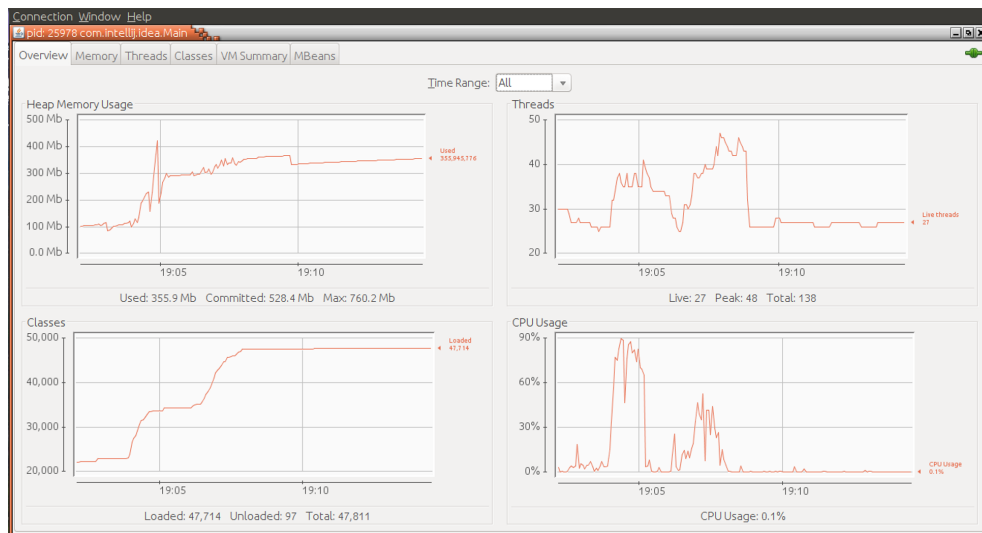 Connection Window Help
pid: 25978 com.intellij.idea.Main
Overview Memory Threads Classes VM Summary MBeans
Time Range: All
Heap Memory Usage
500 Mb
400 Mb
300 Mb
200 Mb
100 Mb
0.0 Mb
Used
355,945,776
19:05 19:10
Used: 355.9 Mb Committed: 528.4 Mb Max: 760.2 Mb
Threads
50
40
30
20
Live threads
27
19:05 19:10
Live: 27 Peak: 48 Total: 138
Classes
50,000
40,000
30,000
20,000
Loaded
47,714
19:05 19:10
Loaded: 47,714 Unloaded: 97 Total: 47,811
CPU Usage
90%
60%
30%
0%
CPU Usage
0.1%
19:05 19:10
CPU Usage: 0.1%